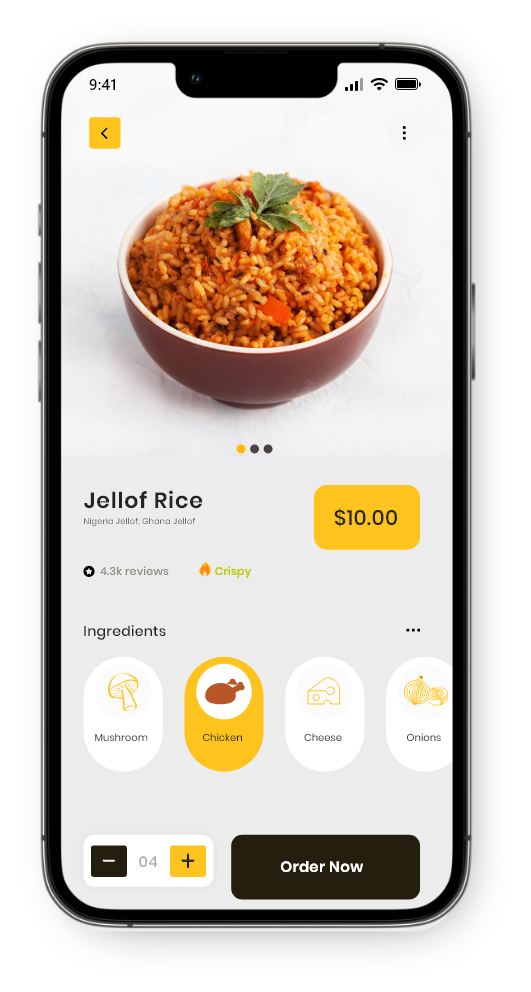 9:41
Jellof Rice
Nigeria Jellof, Ghana Jellof
$10.00
4.3k reviews
Crispy
Ingredients
Mushroom
Chicken
Cheese
Onions
04
Order Now